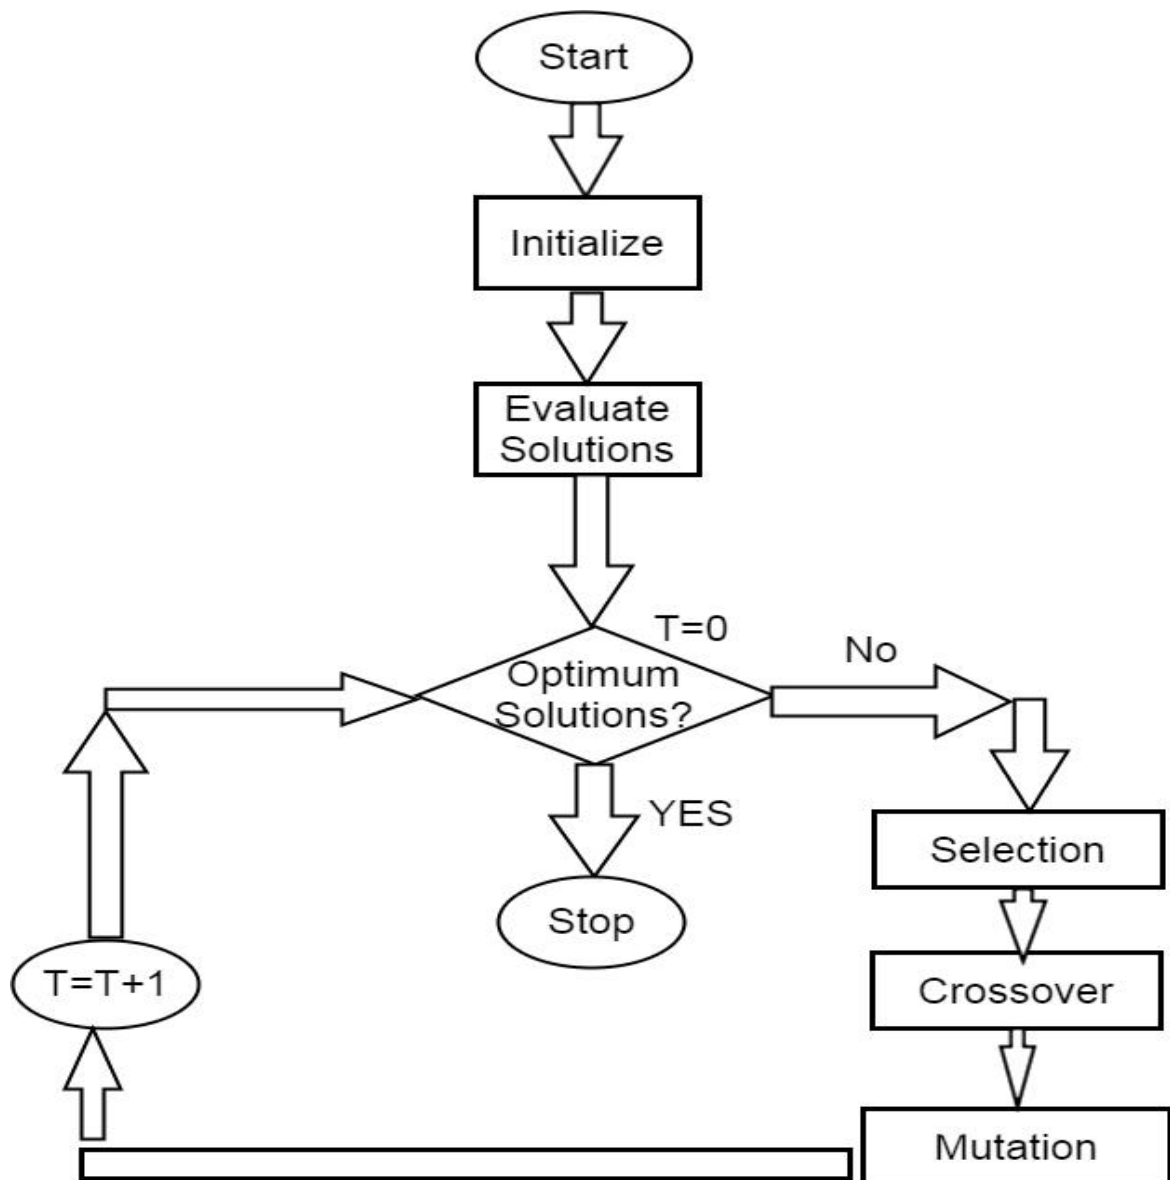 Start
Initialize
Evaluate
Solutions
T=0
Optimum
Solutions?
No
YES
Stop
Selection
Crossover
Mutation
T=T+1